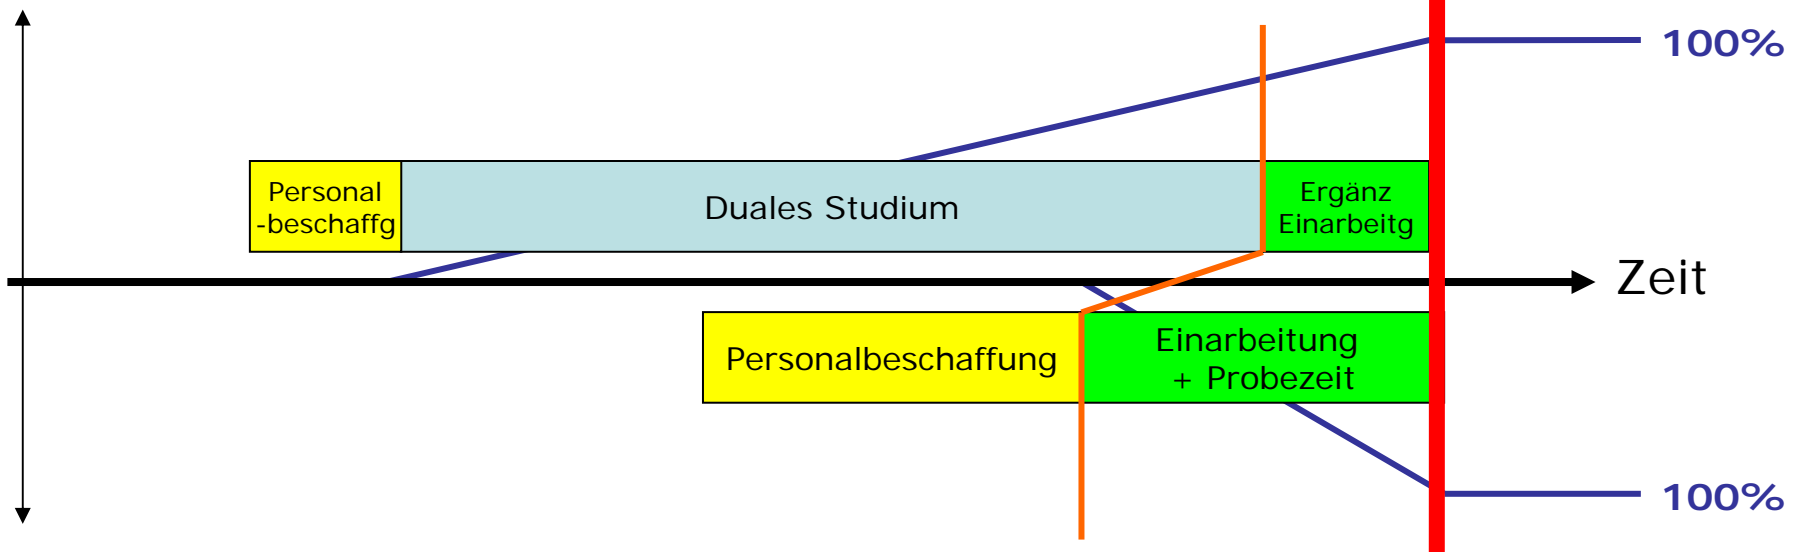 100%
Personal
-beschaffg
Duales Studium
Ergänz
Einarbeitg
Zeit
Personalbeschaffung
Einarbeitung
+ Probezeit
100%